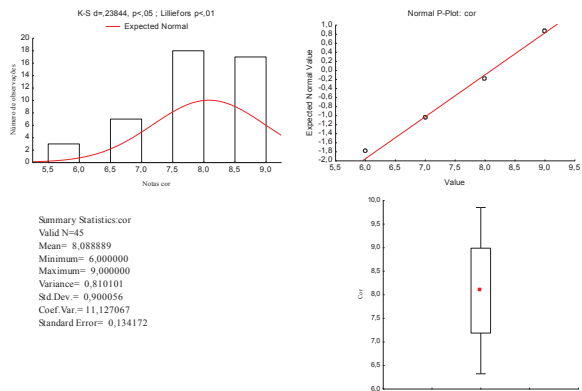 K-S d=,23844, p<,05 ; Lilliefors p<,01
Expected Normal
Número de observações
20
18
16
14
12
10
8
6
4
2
0
5,5 6,0 6,5 7,0 7,5 8,0 8,5 9,0
Notas cor
Normal P-Plot: cor
Expected Normal Value
1,2
1,0
0,8
0,6
0,4
0,2
0,0
-0,2
-0,4
-0,6
-0,8
-1,0
-1,2
-1,4
-1,6
-1,8
-2,0
5,5 6,0 6,5 7,0 7,5 8,0 8,5 9,0 9,5
Value
Summary Statistics:cor
Valid N=45
Mean= 8,088889
Minimum= 6,000000
Maximum= 9,000000
Variance= 0,810101
Std.Dev.= 0,900056
Coef.Var.= 11,127067
Standard Error= 0,134172
Cor
10,0
9,5
9,0
8,5
8,0
7,5
7,0
6,5
6,0